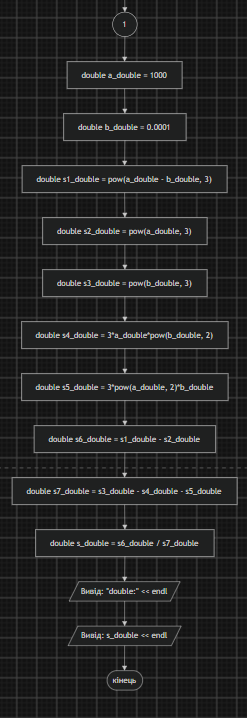 1
double a_double = 1000
double b_double = 0.0001
double s1_double = pow(a_double - b_double, 3)
double s2_double = pow(a_double, 3)
double s3_double = pow(b_double, 3)
double s4_double = 3*a_double*pow(b_double, 2)
double s5_double = 3*pow(a_double, 2)*b_double
double s6_double = s1_double - s2_double
double s7_double = s3_double - s4_double - s5_double
double s_double = s6_double / s7_double
Вивід: "double:" << endl
Вивід: s_double << endl
кінець